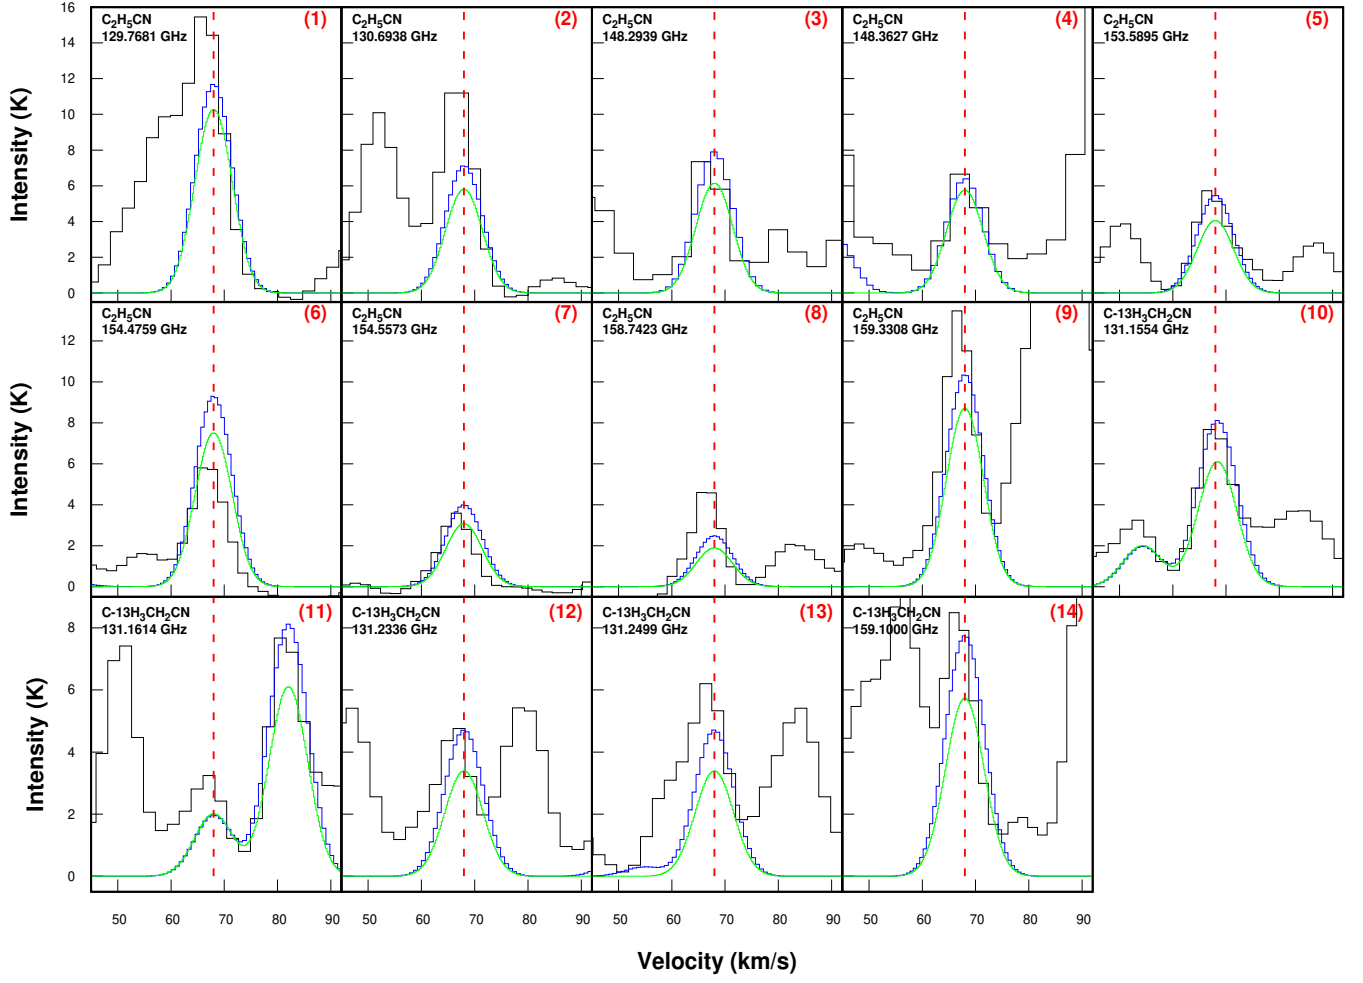 C2H5CN (1)
129.7681 GHz
C2H5CN (2)
130.6938 GHz
C2H5CN (3)
148.2939 GHz
C2H5CN (4)
148.3627 GHz
C2H5CN (5)
153.5895 GHz
16
14
12
10
8
6
4
2
0
Intensity (K)
C2H5CN (6)
154.4759 GHz
C2H5CN (7)
154.5573 GHz
C2H5CN (8)
158.7423 GHz
C2H5CN (9)
159.3308 GHz
C-13H3CH2CN (10)
131.1554 GHz
12
10
8
6
4
2
0
Intensity (K)
C-13H3CH2CN (11)
131.1614 GHz
C-13H3CH2CN (12)
131.2336 GHz
C-13H3CH2CN (13)
131.2499 GHz
C-13H3CH2CN (14)
159.1000 GHz
8
6
4
2
0
Intensity (K)
50 60 70 80 90 50 60 70 80 90 50 60 70 80 90 50 60 70 80 90
Velocity (km/s)